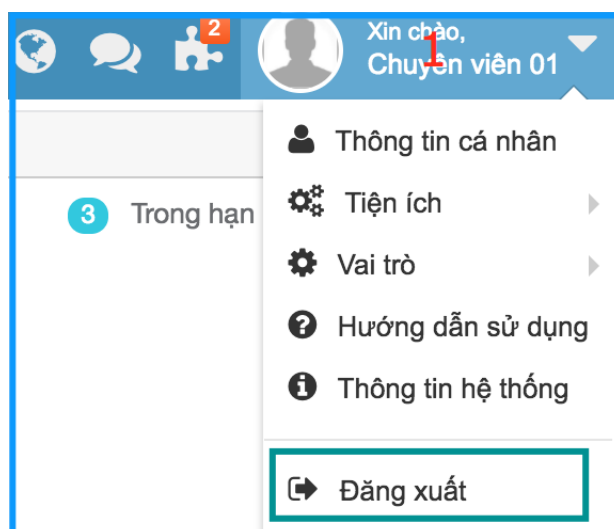 2
Xin chào,
1
Chuyên viên 01
Thông tin cá nhân
3 Trong hạn
Tiện ích
Vai trò
Hướng dẫn sử dụng
Thông tin hệ thống
Đăng xuất